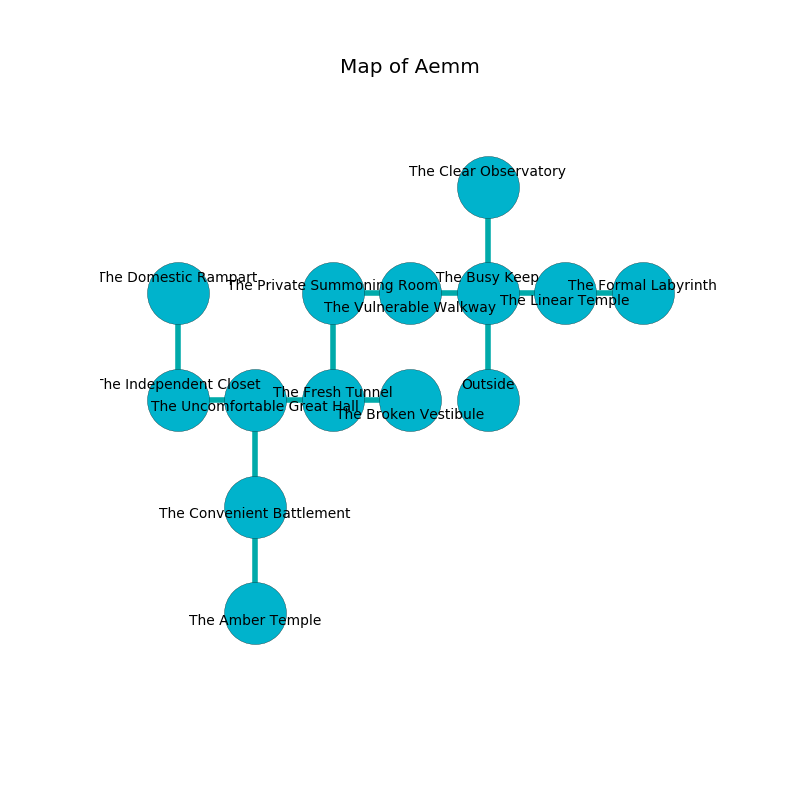 Map of Aemm
The Clear Observatory
The Domestic Rampart
The Busy Keep
The Private Summoning Room
The Formal Labyrinth
The Linear Temple
The Vulnerable Walkway
The Independent Closet
Outside
The Fresh Tunnel
The Uncomfortable Great Hall
The Broken Vestibule
The Convenient Battlement
The Amber Temple